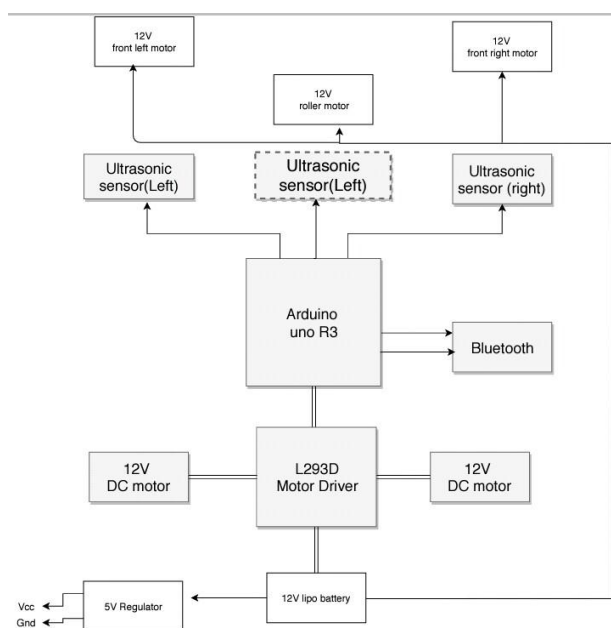 12V
front left motor
12V
front right motor
12V
roller motor
Ultrasonic
sensor(Left)
Ultrasonic
sensor(Left)
Ultrasonic
sensor (right)
Arduino
uno R3
Bluetooth
12V
DC motor
L293D
Motor Driver
12V
DC motor
Vcc
Gnd
5V Regulator
12V lipo battery